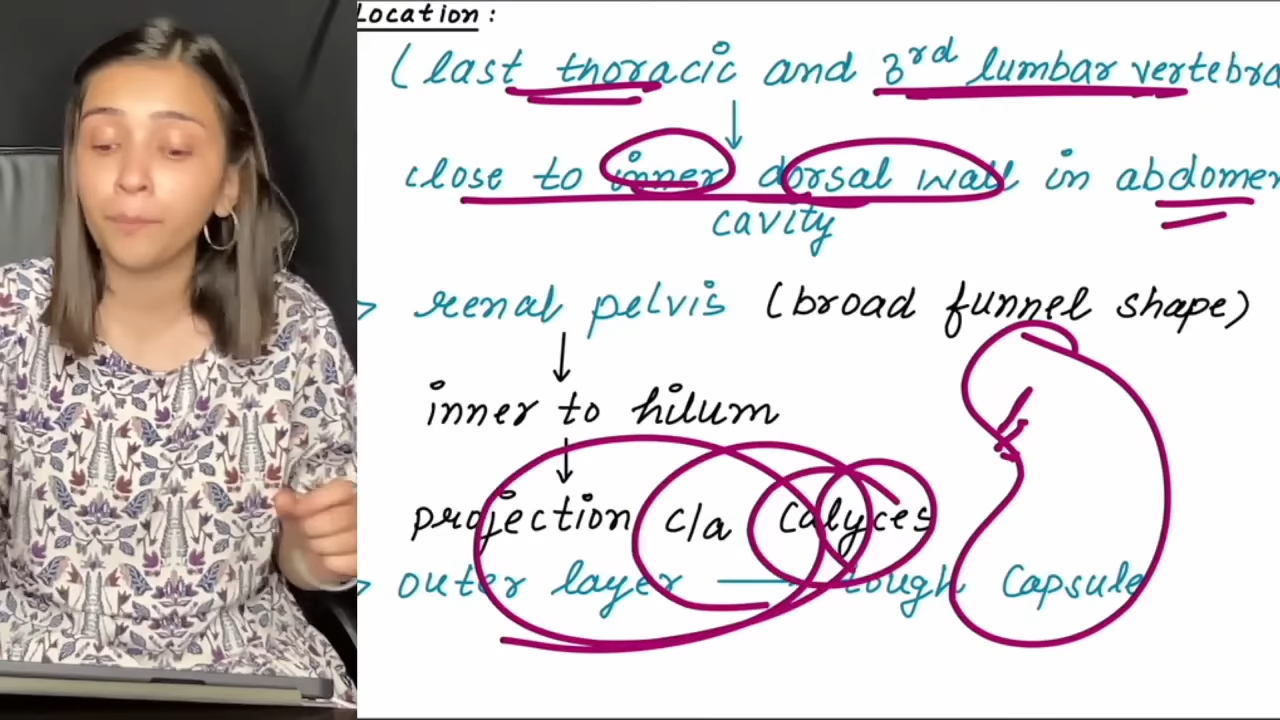 Location :
(last thoracic and 3rd lumbar vertebra
close to inner dorsal wall in abdomen
cavity
renal pelvis (broad funnel shape)
inner to hilum
projection c/a calyces
outer layer → tough Capsule